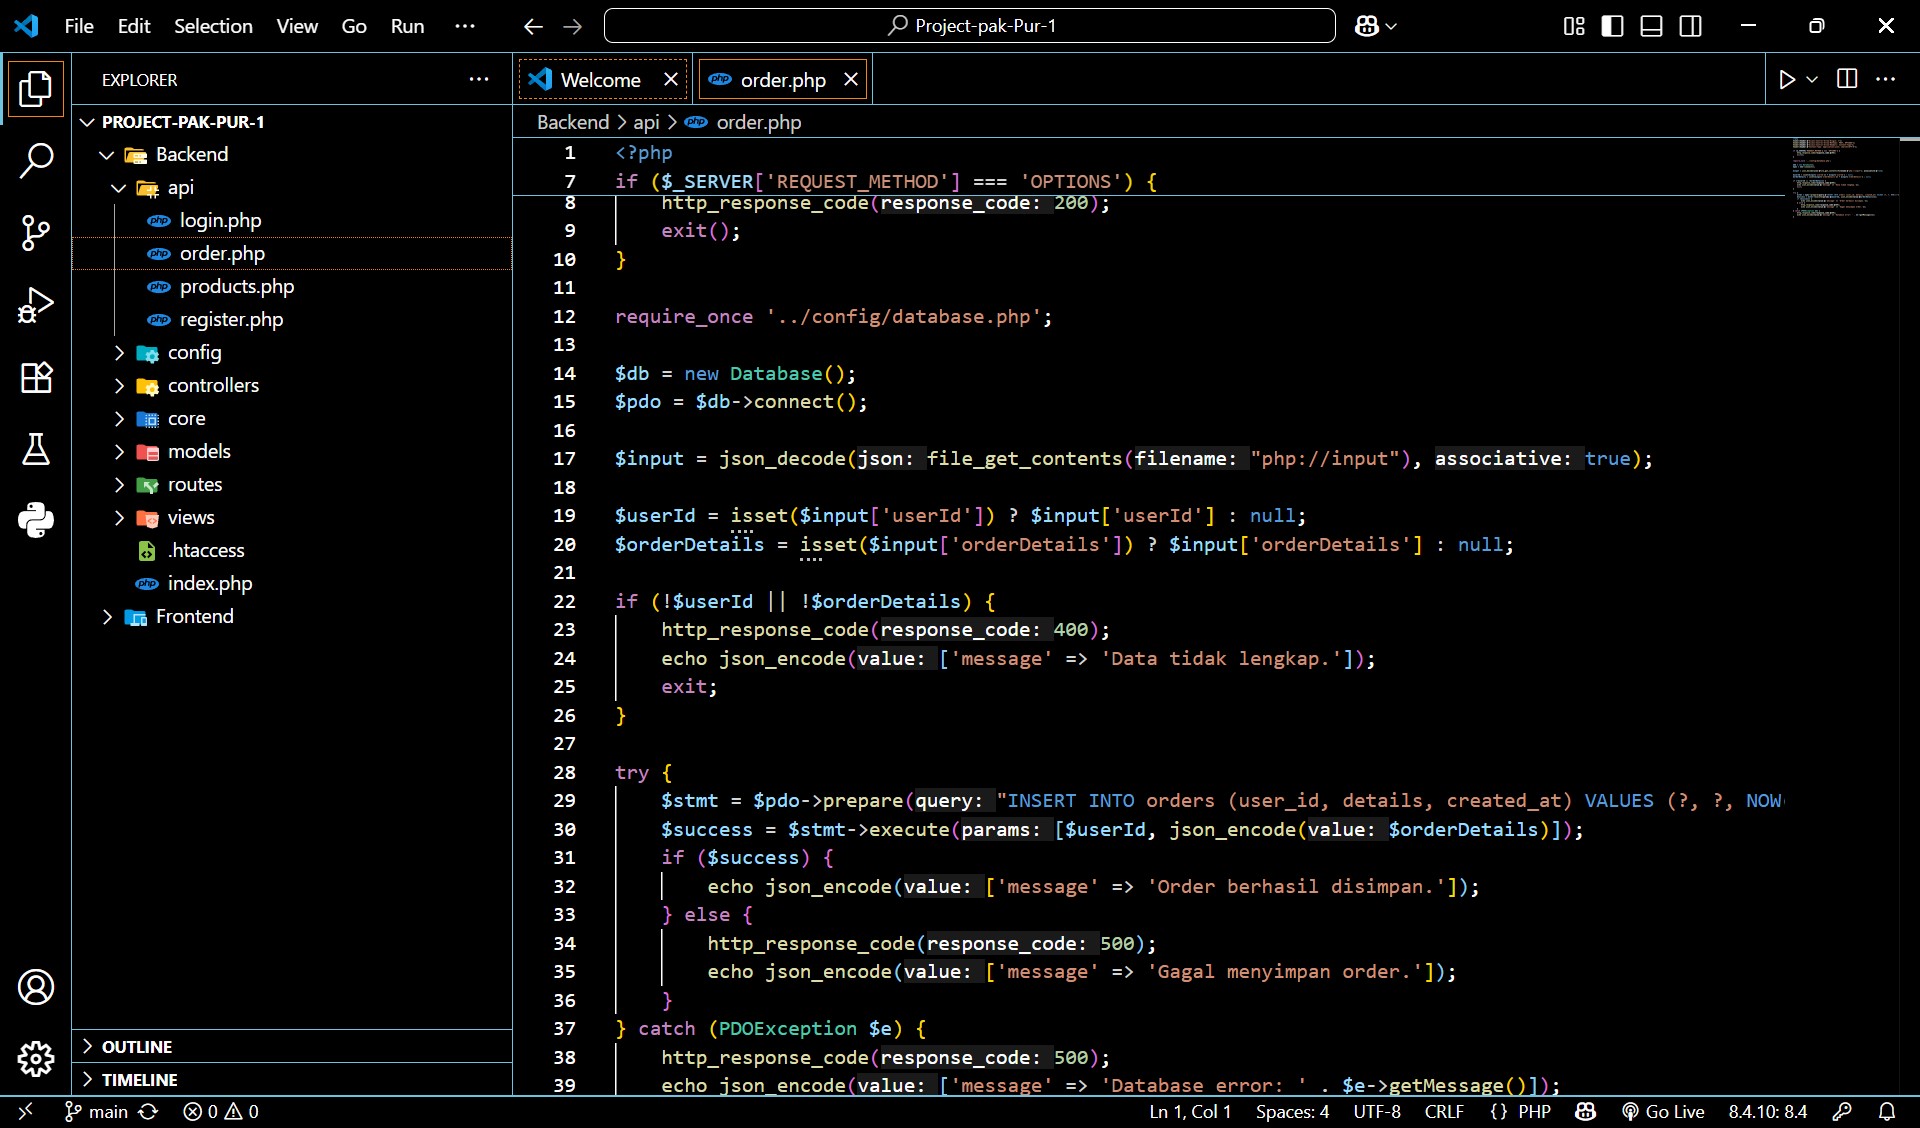 File Edit Selection View Go Run ··· Project-pak-Pur-1
EXPLORER ···
PROJECT-PAK-PUR-1
Backend
api
login.php
order.php
products.php
register.php
config
controllers
core
models
routes
views
.htaccess
index.php
Frontend
OUTLINE
TIMELINE
Welcome order.php
Backend > api > order.php
1 <?php
7 if ($_SERVER['REQUEST_METHOD'] === 'OPTIONS') {
8 http_response_code(response_code: 200);
9 exit();
10 }
11
12 require_once '../config/database.php';
13
14 $db = new Database();
15 $pdo = $db->connect();
16
17 $input = json_decode(json: file_get_contents(filename: "php://input"), associative: true);
18
19 $userId = isset($input['userId']) ? $input['userId'] : null;
20 $orderDetails = isset($input['orderDetails']) ? $input['orderDetails'] : null;
21
22 if (!$userId || !$orderDetails) {
23 http_response_code(response_code: 400);
24 echo json_encode(value: ['message' => 'Data tidak lengkap.']);
25 exit;
26 }
27
28 try {
29 $stmt = $pdo->prepare(query: "INSERT INTO orders (user_id, details, created_at) VALUES (?, ?, NOW(
30 $success = $stmt->execute(params: [$userId, json_encode(value: $orderDetails)]);
31 if ($success) {
32 echo json_encode(value: ['message' => 'Order berhasil disimpan.']);
33 } else {
34 http_response_code(response_code: 500);
35 echo json_encode(value: ['message' => 'Gagal menyimpan order.']);
36 }
37 } catch (PDOException $e) {
38 http_response_code(response_code: 500);
39 echo json_encode(value: ['message' => 'Database error: ' . $e->getMessage()]);
main 0 0 Ln 1, Col 1 Spaces: 4 UTF-8 CRLF {} PHP Go Live 8.4.10: 8.4